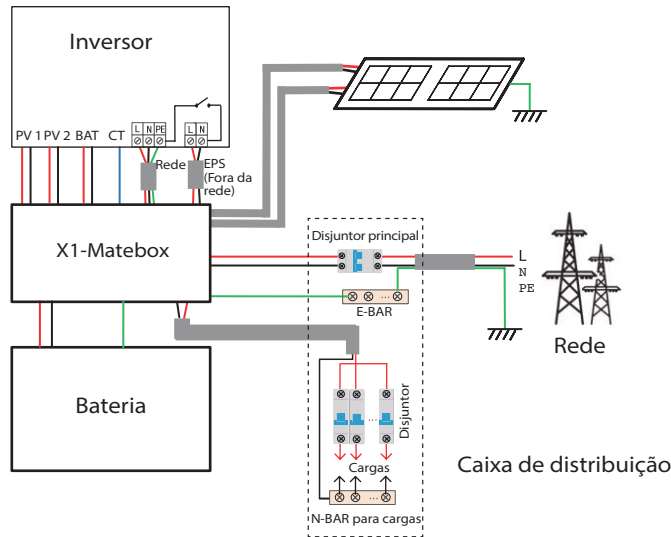 Inversor
PV 1
PV 2
BAT
CT
L
N
PE
L
N
Rede
EPS
(Fora da
rede)
X1-Matebox
Disjuntor principal
L
N
PE
...
E-BAR
Rede
Bateria
...
Disjuntor
Cargas
...
N-BAR para cargas
Caixa de distribuição